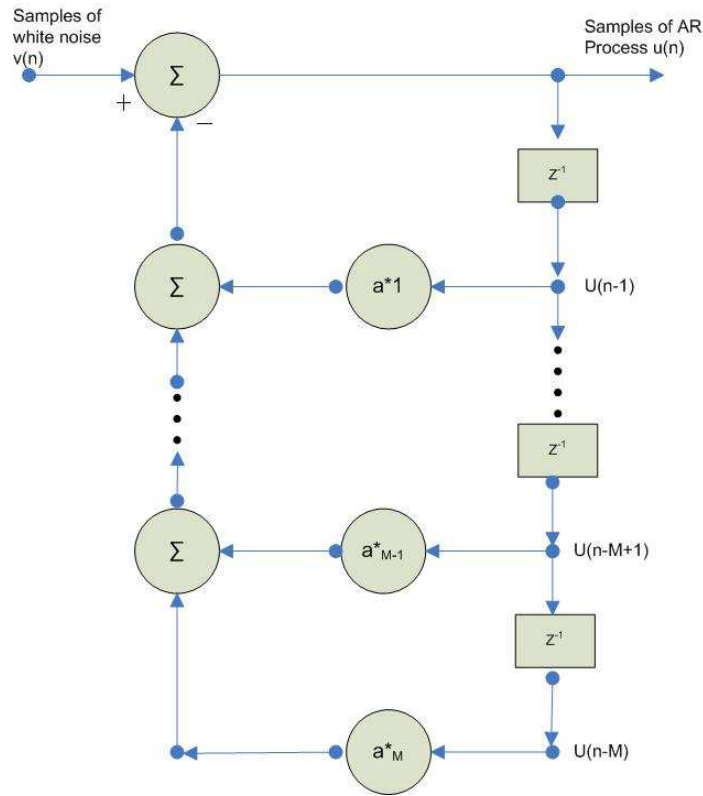 Samples of
white noise
v(n)
Samples of AR
Process u(n)
Σ
+
−
z⁻¹
Σ
a*1
U(n-1)
z⁻¹
Σ
a*M-1
U(n-M+1)
z⁻¹
a*M
U(n-M)